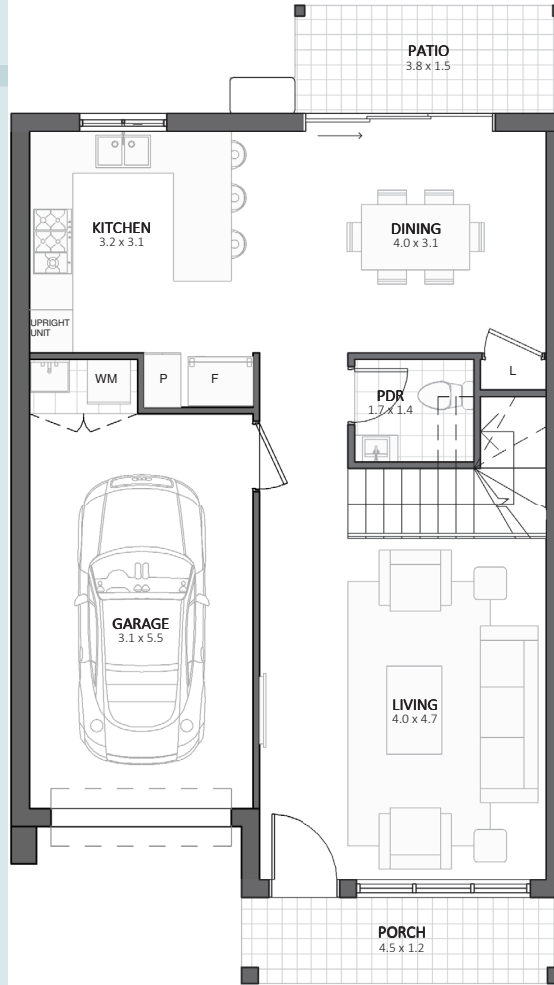 PATIO
3.8 x 1.5
KITCHEN
3.2 x 3.1
DINING
4.0 x 3.1
UPRIGHT
UNIT
WM
P
F
L
PDR
1.7 x 1.4
GARAGE
3.1 x 5.5
LIVING
4.0 x 4.7
PORCH
4.5 x 1.2